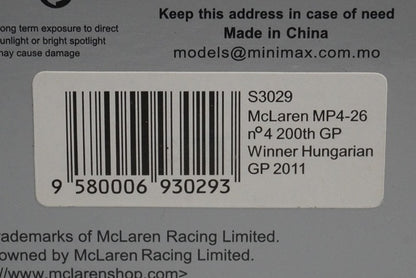 Keep this address in case of need
ong term exposure to direct
Made in China
unlight or bright spotlight
models@minimax.com.mo
may cause damage
S3029
McLaren MP4-26
nº4 200th GP
Winner Hungarian
GP 2011
9 580006 930293
rademarks of McLaren Racing Limited.
owned by McLaren Racing Limited.
//www.mclarenshop.com>